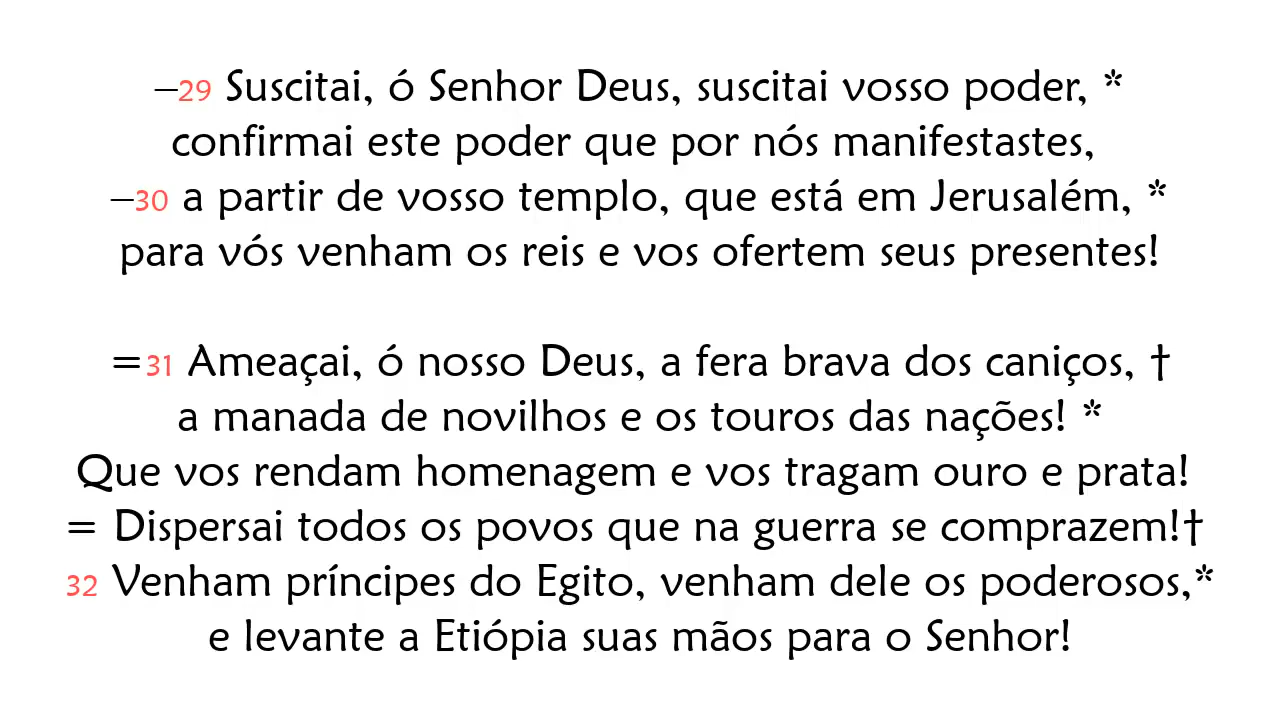 –29 Suscitai, ó Senhor Deus, suscitai vosso poder, *
confirmai este poder que por nós manifestastes,
–30 a partir de vosso templo, que está em Jerusalém, *
para vós venham os reis e vos ofertem seus presentes!
=31 Ameaçai, ó nosso Deus, a fera brava dos caniços, †
a manada de novilhos e os touros das nações! *
Que vos rendam homenagem e vos tragam ouro e prata!
= Dispersai todos os povos que na guerra se comprazem!†
32 Venham príncipes do Egito, venham dele os poderosos,*
e levante a Etiópia suas mãos para o Senhor!